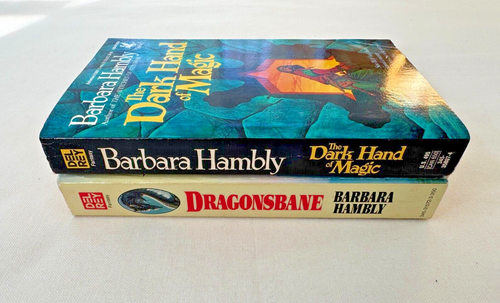 Barbara Hambly
The
Dark Hand
of Magic
DEL
REY
Barbara Hambly
The
Dark Hand of
Magic
DEL
REY
DRAGONSBANE
BARBARA
HAMBLY